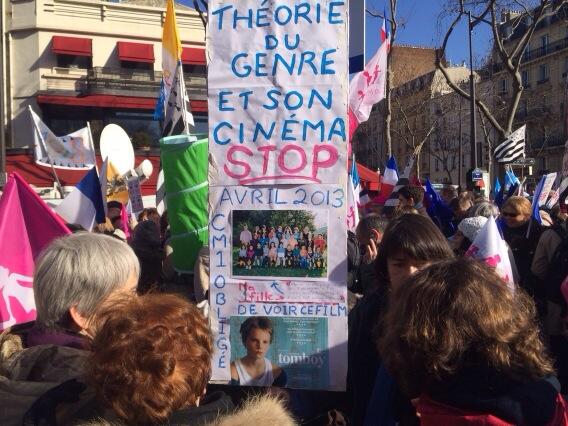 THÉORIE
DU
GENRE
ET SON
CINÉMA
STOP
AVRIL 2013
CM1 OBLIGÉ
DE VOIR CE FILM
tomboy